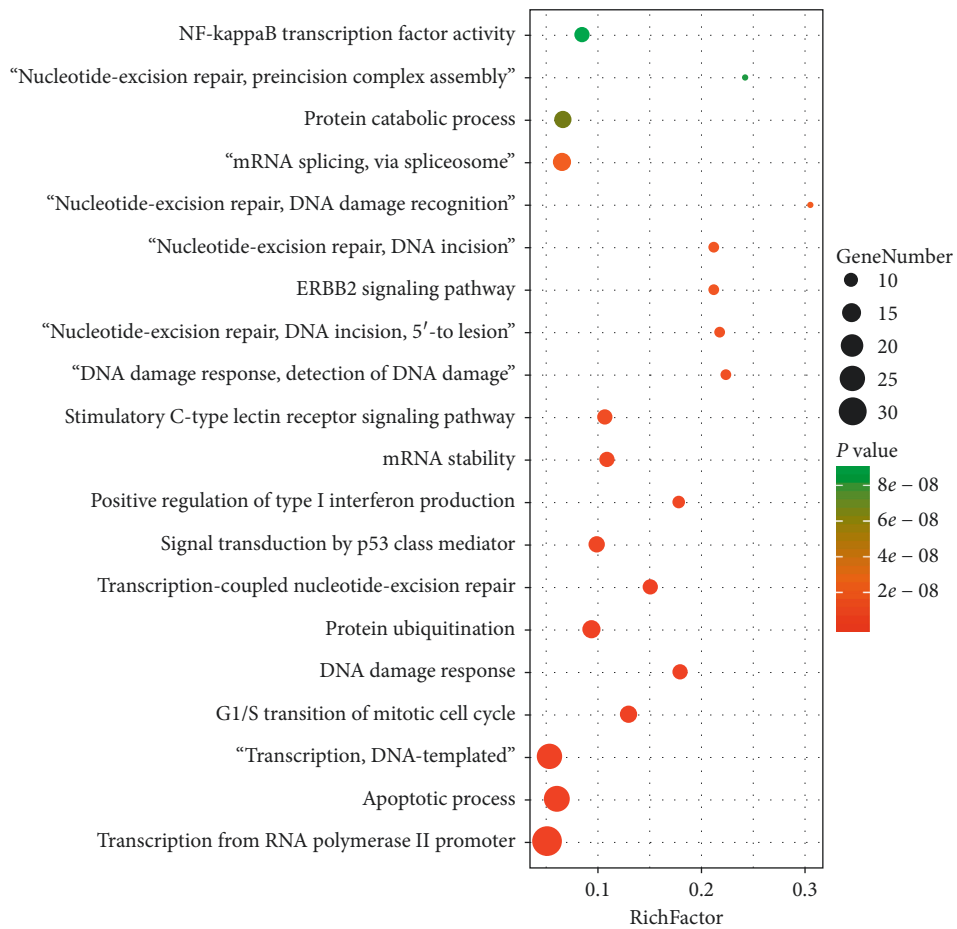 NF-kappaB transcription factor activity
“Nucleotide-excision repair, preincision complex assembly”
Protein catabolic process
“mRNA splicing, via spliceosome”
“Nucleotide-excision repair, DNA damage recognition”
“Nucleotide-excision repair, DNA incision”
ERBB2 signaling pathway
“Nucleotide-excision repair, DNA incision, 5′-to lesion”
“DNA damage response, detection of DNA damage”
Stimulatory C-type lectin receptor signaling pathway
mRNA stability
Positive regulation of type I interferon production
Signal transduction by p53 class mediator
Transcription-coupled nucleotide-excision repair
Protein ubiquitination
DNA damage response
G1/S transition of mitotic cell cycle
“Transcription, DNA-templated”
Apoptotic process
Transcription from RNA polymerase II promoter
0.1 0.2 0.3
RichFactor
GeneNumber
10
15
20
25
30
P value
8e − 08
6e − 08
4e − 08
2e − 08